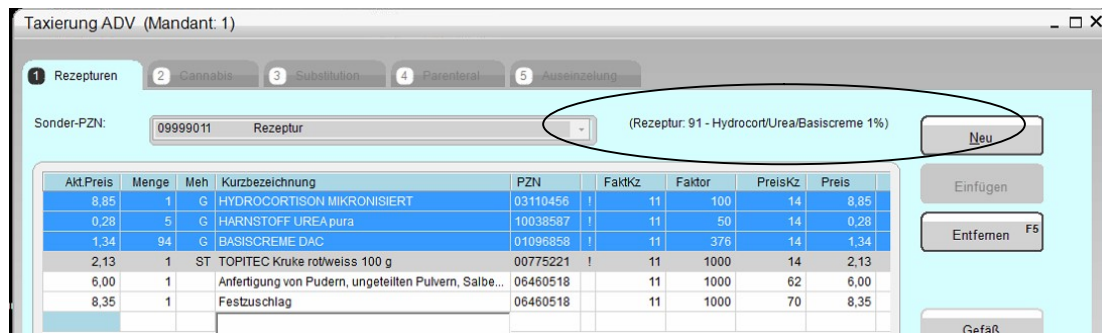 Taxierung ADV (Mandant: 1)
1 Rezepturen 2 Cannabis 3 Substitution 4 Parenteral 5 Auseinzelung
Sonder-PZN: 09999011 Rezeptur (Rezeptur: 91 - Hydrocort/Urea/Basiscreme 1%) Neu
Akt.Preis Menge Meh Kurzbezeichnung PZN FaktKz Faktor PreisKz Preis
8,85 1 G HYDROCORTISON MIKRONISIERT 03110456 ! 11 100 14 8,85
Einfügen
0,28 5 G HARNSTOFF UREA pura 10038587 ! 11 50 14 0,28
1,34 94 G BASISCREME DAC 01096858 ! 11 376 14 1,34
Entfernen F5
2,13 1 ST TOPITEC Kruke rot/weiss 100 g 00775221 ! 11 1000 14 2,13
6,00 1 Anfertigung von Pudern, ungeteilten Pulvern, Salbe... 06460518 11 1000 62 6,00
8,35 1 Festzuschlag 06460518 11 1000 70 8,35
Gefäß